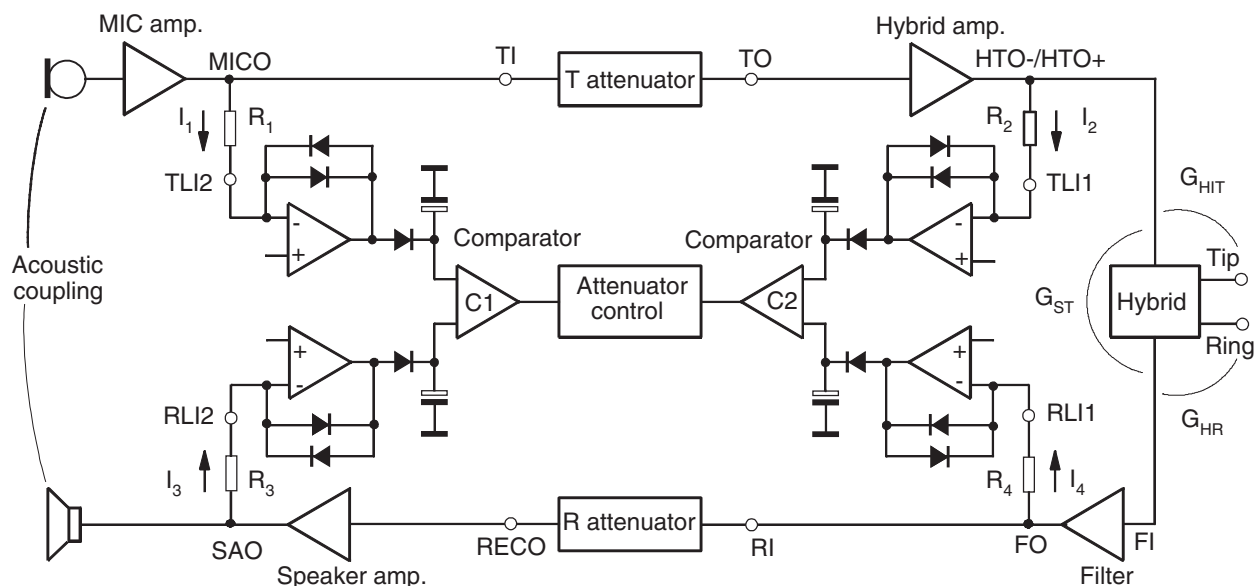 MIC amp.
Hybrid amp.
MICO
TI
T attenuator
TO
HTO-/HTO+
I1
R1
R2
I2
TLI2
TLI1
GHIT
-
+
-
+
Comparator
Comparator
Acoustic
coupling
C1
Attenuator
control
C2
GST
Tip
Hybrid
Ring
+
-
+
-
RLI2
RLI1
GHR
I3
R3
R4
I4
R attenuator
SAO
RECO
RI
FO
FI
Speaker amp.
Filter